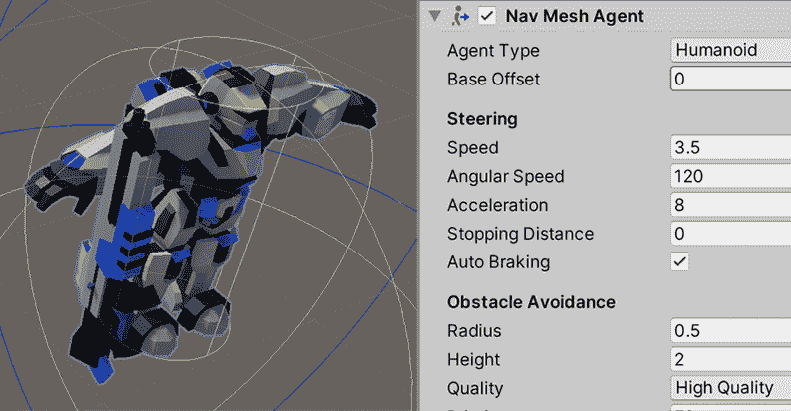 Nav Mesh Agent
Agent Type Humanoid
Base Offset 0
Steering
Speed 3.5
Angular Speed 120
Acceleration 8
Stopping Distance 0
Auto Braking
Obstacle Avoidance
Radius 0.5
Height 2
Quality High Quality